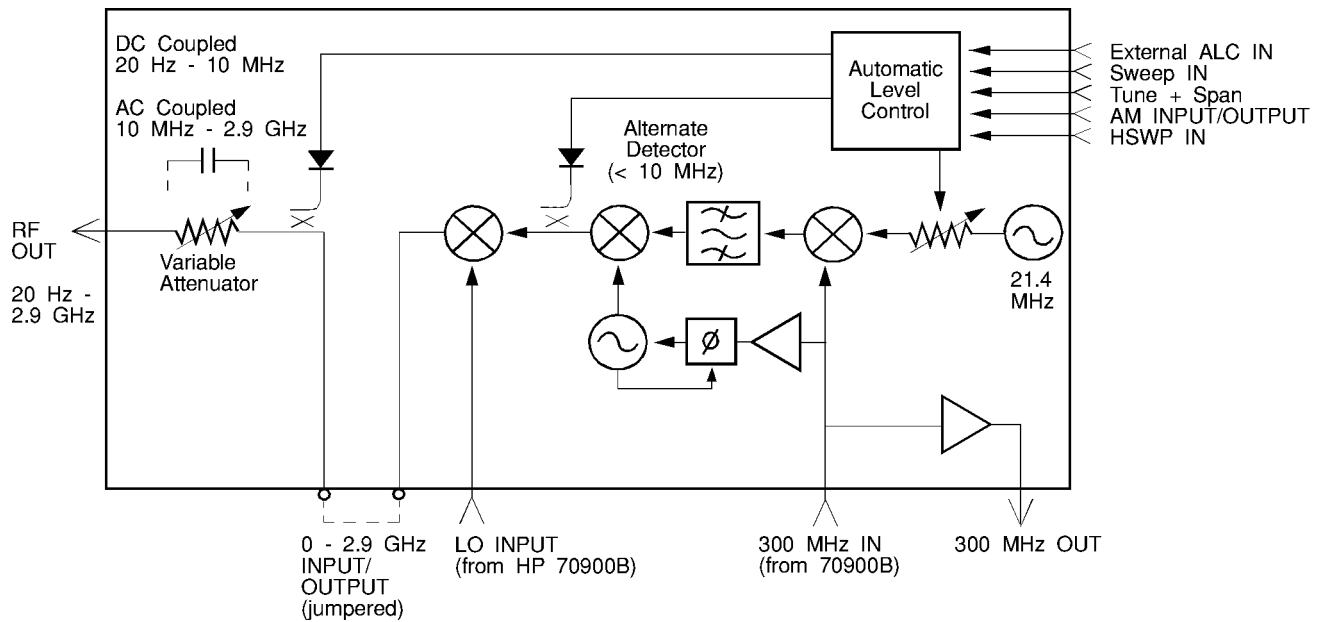 DC Coupled
20 Hz - 10 MHz
AC Coupled
10 MHz - 2.9 GHz
Automatic
Level
Control
External ALC IN
Sweep IN
Tune + Span
AM INPUT/OUTPUT
HSWP IN
Alternate
Detector
(< 10 MHz)
RF
OUT
20 Hz -
2.9 GHz
Variable
Attenuator
21.4
MHz
ø
0 - 2.9 GHz
INPUT/
OUTPUT
(jumpered)
LO INPUT
(from HP 70900B)
300 MHz IN
(from 70900B)
300 MHz OUT